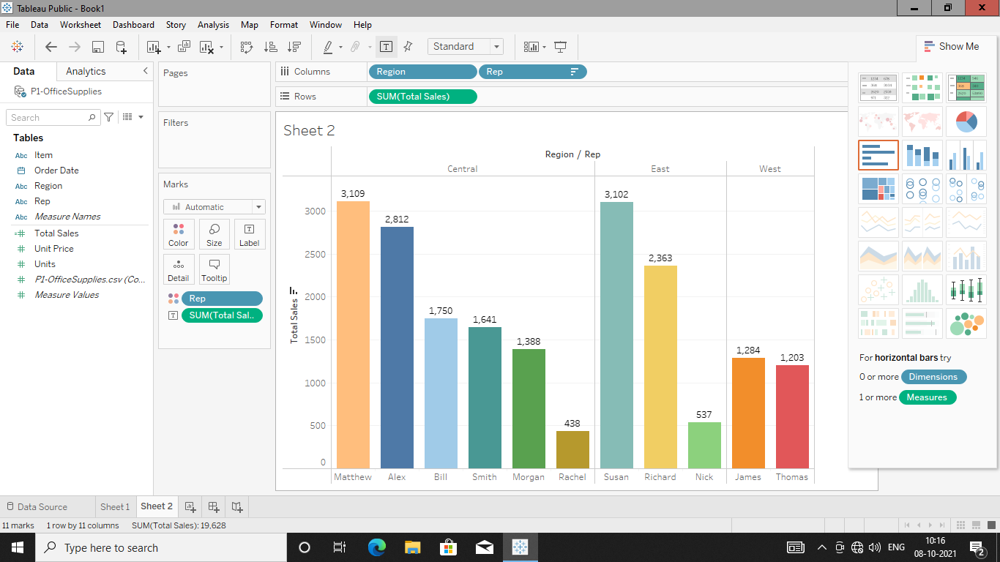 Tableau Public - Book1
File Data Worksheet Dashboard Story Analysis Map Format Window Help
Standard
Show Me
Data Analytics
P1-OfficeSupplies
Search
Tables
Abc Item
Order Date
Abc Region
Abc Rep
Abc Measure Names
Total Sales
Unit Price
Units
P1-OfficeSupplies.csv (Co...
Measure Values
Pages
Filters
Marks
Automatic
Color Size Label
Detail Tooltip
Rep
SUM(Total Sal..
Columns Region Rep
Rows SUM(Total Sales)
Sheet 2
Region / Rep
Central East West
Total Sales
3000
2500
2000
1500
1000
500
0
3,109 2,812 1,750 1,641 1,388 438 3,102 2,363 537 1,284 1,203
Matthew Alex Bill Smith Morgan Rachel Susan Richard Nick James Thomas
For horizontal bars try
0 or more Dimensions
1 or more Measures
Data Source Sheet 1 Sheet 2
11 marks 1 row by 11 columns SUM(Total Sales): 19,628
Type here to search
ENG
10:16
08-10-2021
2